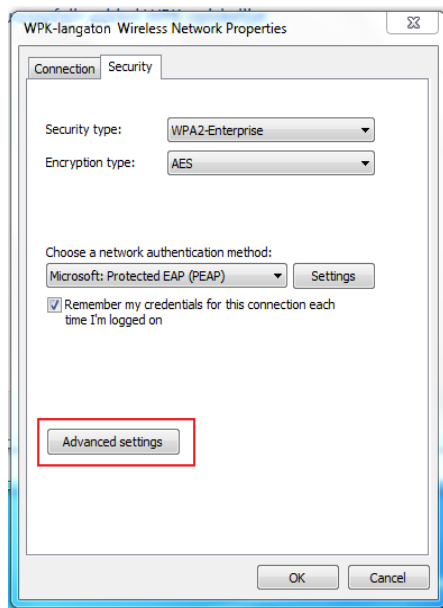 WPK-langaton Wireless Network Properties
Connection
Security
Security type:
WPA2-Enterprise
Encryption type:
AES
Choose a network authentication method:
Microsoft: Protected EAP (PEAP)
Settings
Remember my credentials for this connection each
time I'm logged on
Advanced settings
OK
Cancel